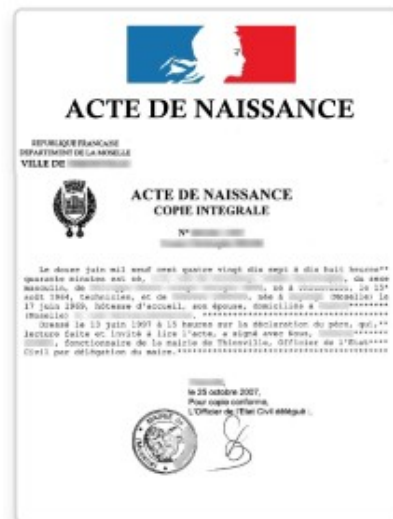 ACTE DE NAISSANCE
REPUBLIQUE FRANCAISE
DEPARTEMENT DE LA MOSELLE
VILLE DE
ACTE DE NAISSANCE
COPIE INTEGRALE
N°
Le douze juin mil neuf cent quatre vingt dix sept à dix huit heures**
quarante minutes est né, du sexe
masculin, de né à le 15*
août 1964, technicien, et de née à (Moselle) le
17 juin 1969, hôtesse d'accueil, son épouse, domiciliés à
(Moselle)
Dressé le 13 juin 1997 à 15 heures sur la déclaration du père, qui,**
lecture faite et invité à lire l'acte, a signé avec Nous,
fonctionnaire de la mairie de Thionville, Officier de l'Etat*
Civil par délégation du maire.
le 25 octobre 2007,
Pour copie conforme,
L'Officier de l'Etat Civil délégué :.